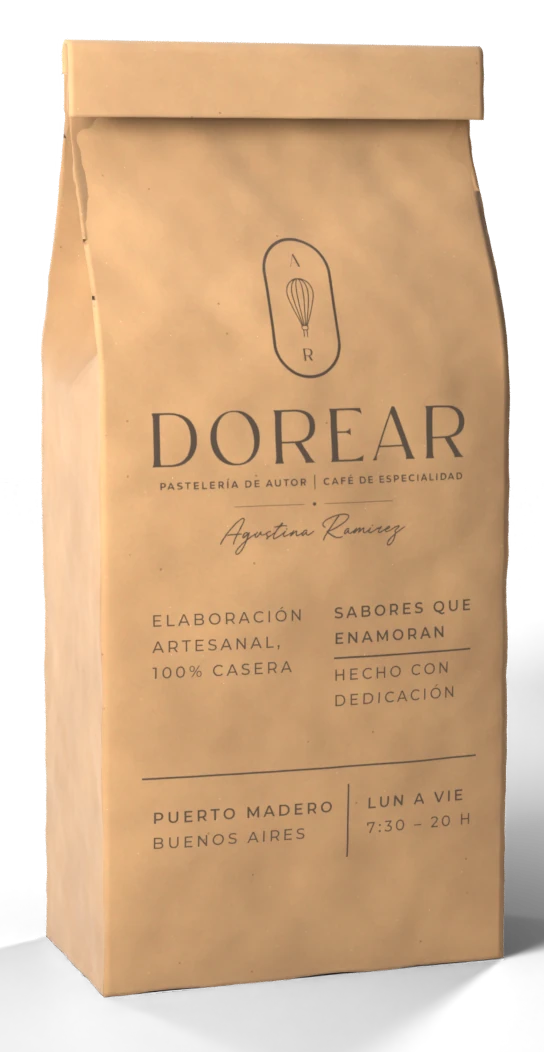 A
R
DOREAR
PASTELERÍA DE AUTOR | CAFÉ DE ESPECIALIDAD
Agustina Ramirez
ELABORACIÓN
ARTESANAL,
100% CASERA
SABORES QUE
ENAMORAN
HECHO CON
DEDICACIÓN
PUERTO MADERO
BUENOS AIRES
LUN A VIE
7:30 – 20 H